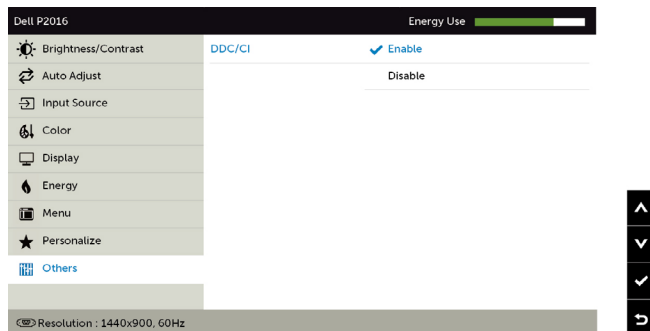 Dell P2016 Energy Use
Brightness/Contrast DDC/CI Enable
Auto Adjust Disable
Input Source
Color
Display
Energy
Menu
Personalize
Others
Resolution : 1440x900, 60Hz